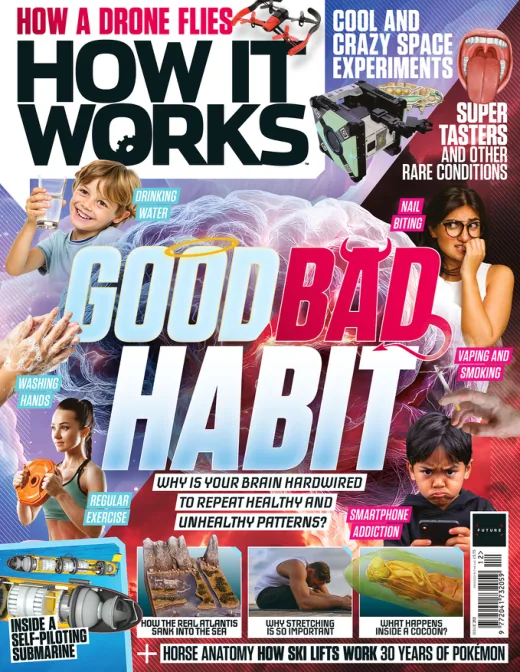 HOW A DRONE FLIES
HOW IT
WORKS
COOL AND
CRAZY SPACE
EXPERIMENTS
SUPER
TASTERS
AND OTHER
RARE CONDITIONS
DRINKING
WATER
NAIL
BITING
GOOD BAD
HABIT
WASHING
HANDS
VAPING AND
SMOKING
REGULAR
EXERCISE
SMARTPHONE
ADDICTION
WHY IS YOUR BRAIN HARDWIRED
TO REPEAT HEALTHY AND
UNHEALTHY PATTERNS?
FUTURE
12>
9 772041 732059
INSIDE A
SELF-PILOTING
SUBMARINE
HOW THE REAL ATLANTIS
SANK INTO THE SEA
WHY STRETCHING
IS SO IMPORTANT
WHAT HAPPENS
INSIDE A COCOON?
+ HORSE ANATOMY HOW SKI LIFTS WORK 30 YEARS OF POKÉMON